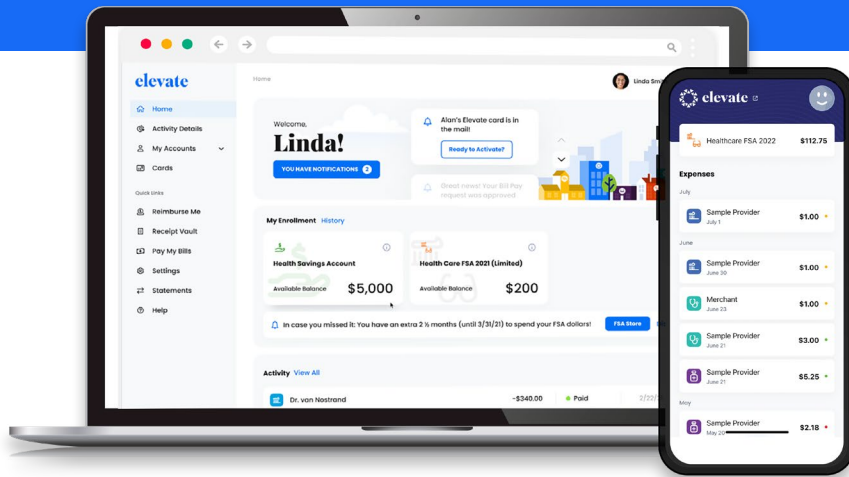 elevate
Home
Activity Details
My Accounts
Cards
Quick Links
Reimburse Me
Receipt Vault
Pay My Bills
Settings
Statements
Help
Home
Linda
Welcome,
Linda!
YOU HAVE NOTIFICATIONS 2
Alan's Elevate card is in
the mail!
Ready to Activate?
Great news! Your Bill Pay
request was approved
My Enrollment History
Health Savings Account
Available Balance $5,000
Health Care FSA 2021 (Limited)
Available Balance $200
In case you missed it: You have an extra 2 ½ months (until 3/31/21) to spend your FSA dollars!
FSA Store
Activity View All
Dr. van Nostrand -$340.00 Paid
elevate
Healthcare FSA 2022 $112.75
Expenses
July
Sample Provider $1.00
July 1
June
Sample Provider $1.00
June 30
Merchant $1.00
June 23
Sample Provider $3.00
June 21
Sample Provider $5.25
June 21
May
Sample Provider $2.18
May 20